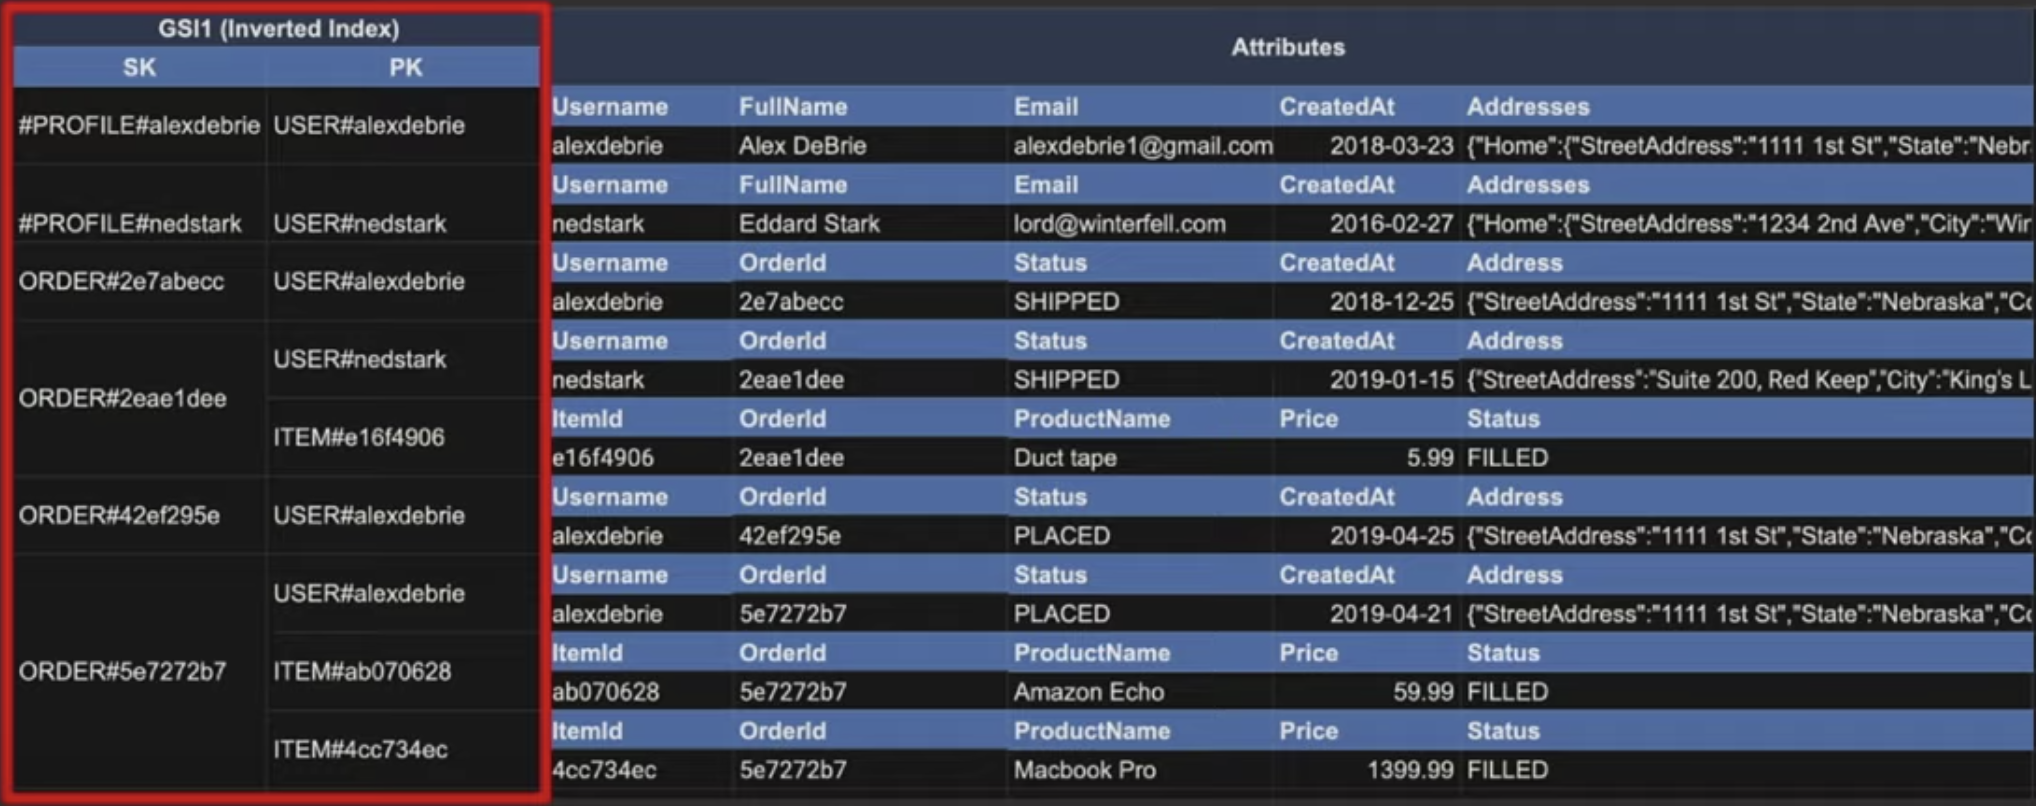 GSI1 (Inverted Index)
Attributes
SK PK
Username FullName Email CreatedAt Addresses
#PROFILE#alexdebrie USER#alexdebrie
alexdebrie Alex DeBrie alexdebrie1@gmail.com 2018-03-23 {"Home":{"StreetAddress":"1111 1st St","State":"Nebr
Username FullName Email CreatedAt Addresses
#PROFILE#nedstark USER#nedstark nedstark Eddard Stark lord@winterfell.com 2016-02-27 {"Home":{"StreetAddress":"1234 2nd Ave","City":"Win
Username OrderId Status CreatedAt Address
ORDER#2e7abecc USER#alexdebrie
alexdebrie 2e7abecc SHIPPED 2018-12-25 {"StreetAddress":"1111 1st St","State":"Nebraska","Co
Username OrderId Status CreatedAt Address
USER#nedstark
nedstark 2eae1dee SHIPPED 2019-01-15 {"StreetAddress":"Suite 200, Red Keep","City":"King's L
ORDER#2eae1dee
ItemId OrderId ProductName Price Status
ITEM#e16f4906
e16f4906 2eae1dee Duct tape 5.99 FILLED
Username OrderId Status CreatedAt Address
ORDER#42ef295e USER#alexdebrie
alexdebrie 42ef295e PLACED 2019-04-25 {"StreetAddress":"1111 1st St","State":"Nebraska","Co
Username OrderId Status CreatedAt Address
USER#alexdebrie
alexdebrie 5e7272b7 PLACED 2019-04-21 {"StreetAddress":"1111 1st St","State":"Nebraska","Co
ItemId OrderId ProductName Price Status
ORDER#5e7272b7 ITEM#ab070628
ab070628 5e7272b7 Amazon Echo 59.99 FILLED
ItemId OrderId ProductName Price Status
ITEM#4cc734ec
4cc734ec 5e7272b7 Macbook Pro 1399.99 FILLED